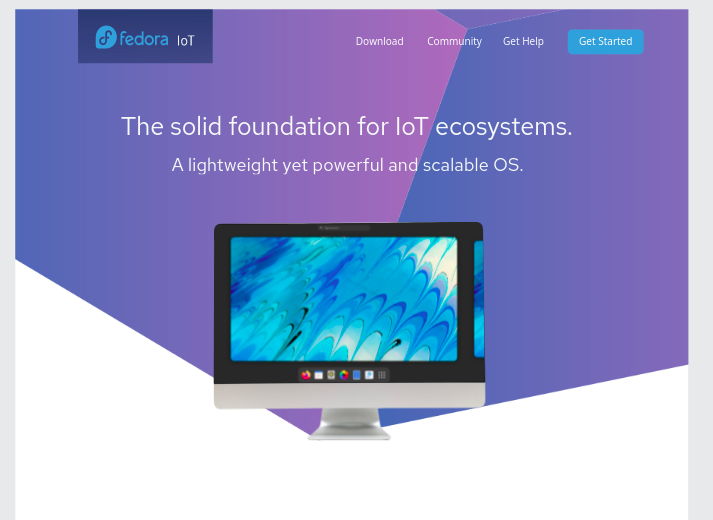 fedora IoT
Download Community Get Help Get Started
The solid foundation for IoT ecosystems.
A lightweight yet powerful and scalable OS.